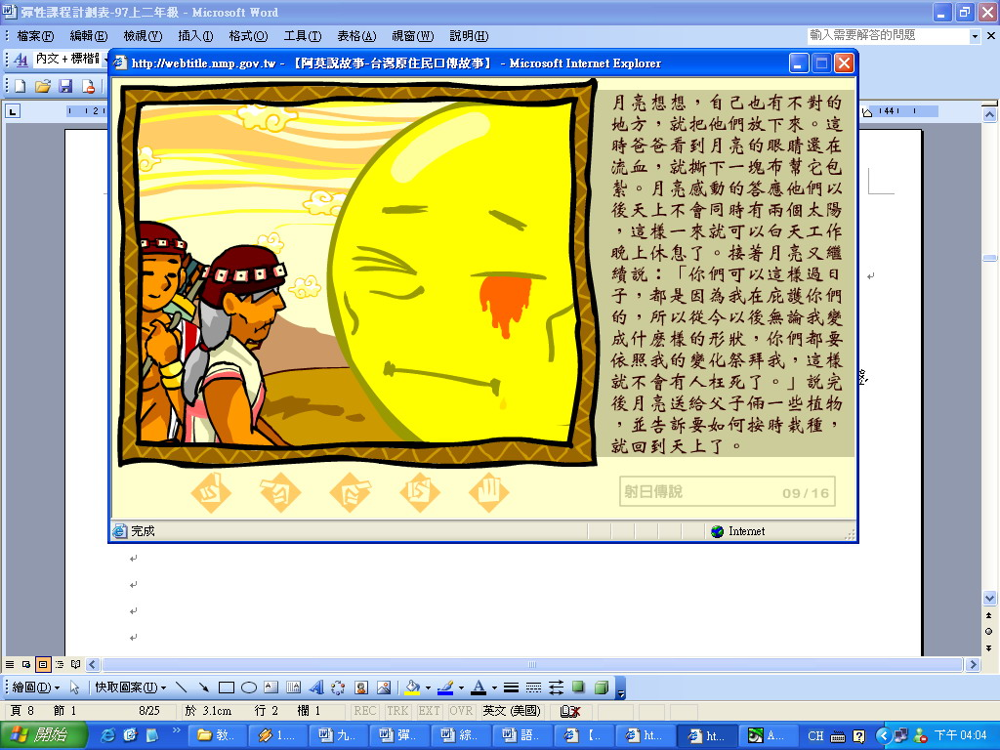 彈性課程計劃表-97上二年級 - Microsoft Word
檔案(F) 編輯(E) 檢視(V) 插入(I) 格式(O) 工具(T) 表格(A) 視窗(W) 說明(H) 輸入需要解答的問題
內文 + 標楷體
http://webtitle.nmp.gov.tw - 【阿莫說故事-台灣原住民口傳故事】 - Microsoft Internet Explorer
L 2 44
月亮想想，自己也有不對的
地方，就把他們放下來。這
時爸爸看到月亮的眼睛還在
流血，就撕下一塊布幫它包
紮。月亮感動的答應他們以
後天上不會同時有兩個太陽
，這樣一來就可以白天工作
晚上休息了。接著月亮又繼
續說：「你們可以這樣過日
子，都是因為我在庇護你們
的，所以從今以後無論我變
成什麼樣的形狀，你們都要
依照我的變化祭拜我，這樣
就不會有人枉死了。」說完
後月亮送給父子倆一些植物
，並告訴要如何按時栽種，
就回到天上了。
射日傳說 09/16
完成 Internet
繪圖(D) 快取圖案(U)
頁 8 節 1 8/25 於 3.1cm 行 2 欄 1 REC TRK EXT OVR 英文 (美國)
開始 教... 1... 九... 彈... 綜... 語... 【... ht... ht... A... CH 下午 04:04